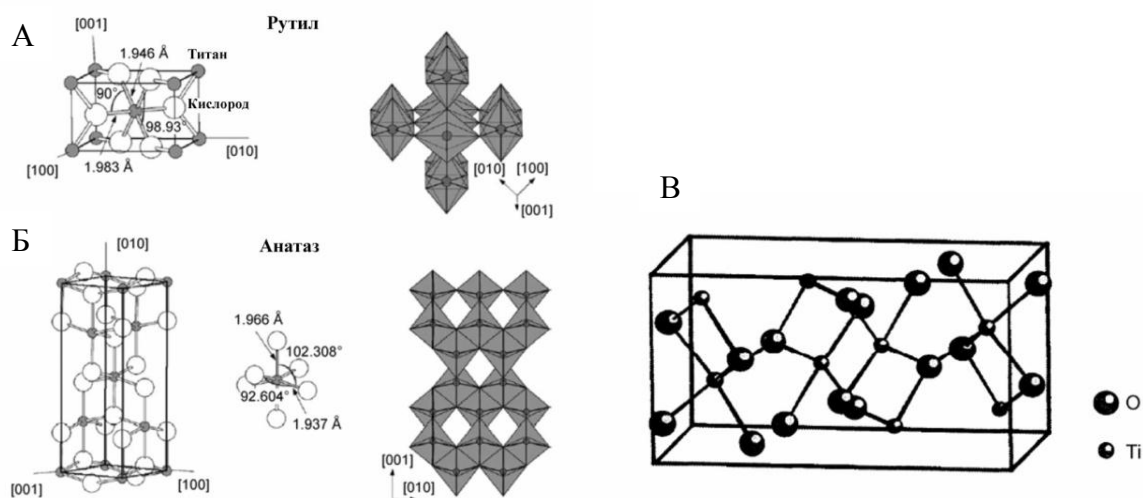 А
Рутил
[001]
1.946 Å
Титан
90°
Кислород
98.93°
[010]
[100]
1.983 Å
[010]
[100]
[001]
Б
Анатаз
[010]
1.966 Å
102.308°
92.604°
1.937 Å
[001]
[100]
[001]
[010]
В
O
Ti